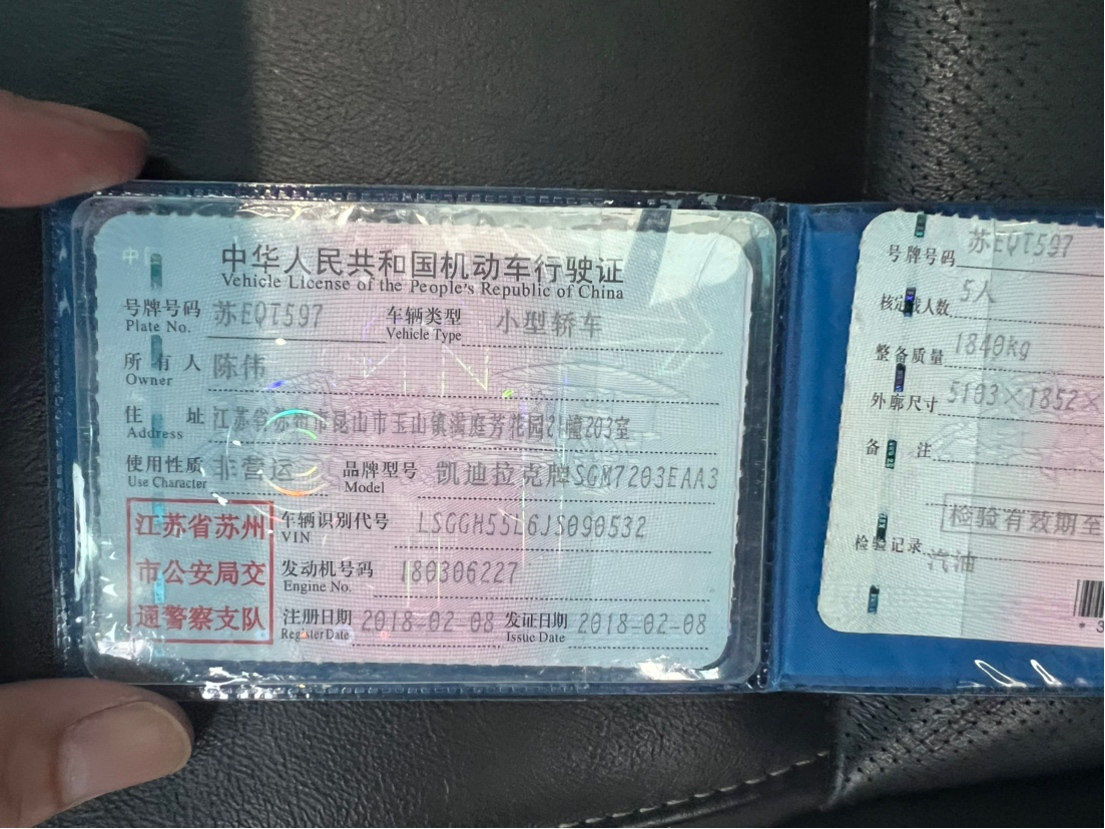 中华人民共和国机动车行驶证
Vehicle License of the People's Republic of China
号牌号码 苏EQT597 车辆类型 小型轿车
Plate No. Vehicle Type
所有人 陈伟
Owner
住址 江苏省苏州市昆山市玉山镇满庭芳花园21幢203室
Address
使用性质 非营运 品牌型号 凯迪拉克牌SGM7203EAA3
Use Character Model
江苏省苏州
市公安局交
通警察支队
车辆识别代号 LSGGH55L6JS090532
VIN
发动机号码 180306227
Engine No.
注册日期 2018-02-08 发证日期 2018-02-08
Register Date Issue Date
号牌号码 苏EQT597
核定载人数 5人
整备质量 1840kg
外廓尺寸 5103×1852×
备注
检验有效期至
检验记录
汽油
* 3